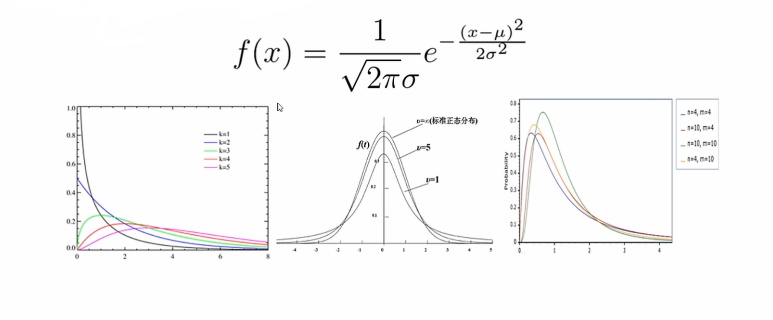 f(x) = \frac{1}{\sqrt{2\pi}\sigma} e^{-\frac{(x-\mu)^2}{2\sigma^2}}
1.0
0.8
0.6
0.4
0.2
0.0
0 2 4 6 8
k=1
k=2
k=3
k=4
k=5
f(t)
υ=∞(标准正态分布)
υ=5
υ=1
0.2
-4 -3 -2 -1 0 1 2 3 4 5
Probability
0.8
0.7
0.6
0.5
0.4
0.3
0.2
0.1
0
0 1 2 3 4
n=4, m=4
n=10, m=4
n=10, m=10
n=4, m=10